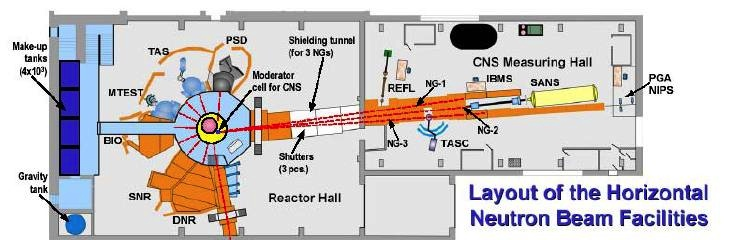 Make-up
tanks
(4x10³)
TAS
PSD
Shielding tunnel
(for 3 NGs)
Moderator
cell for CNS
CNS Measuring Hall
MTEST
REFL
NG-1
IBMS
SANS
PGA
NIPS
BIO
NG-3
TASC
NG-2
Shutters
(3 pcs.)
Gravity
tank
SNR
DNR
Reactor Hall
Layout of the Horizontal
Neutron Beam Facilities